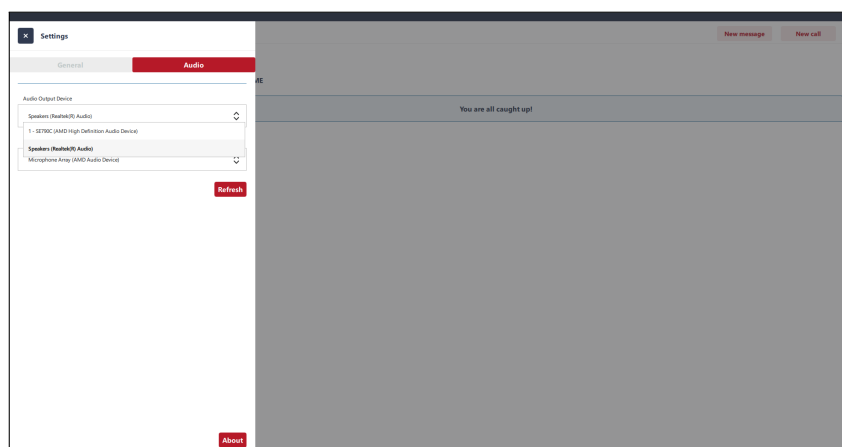 × Settings
New message New call
General Audio
ME
Audio Output Device
Speakers (Realtek(R) Audio)
You are all caught up!
1 - SE790C (AMD High Definition Audio Device)
Speakers (Realtek(R) Audio)
Microphone Array (AMD Audio Device)
Refresh
About